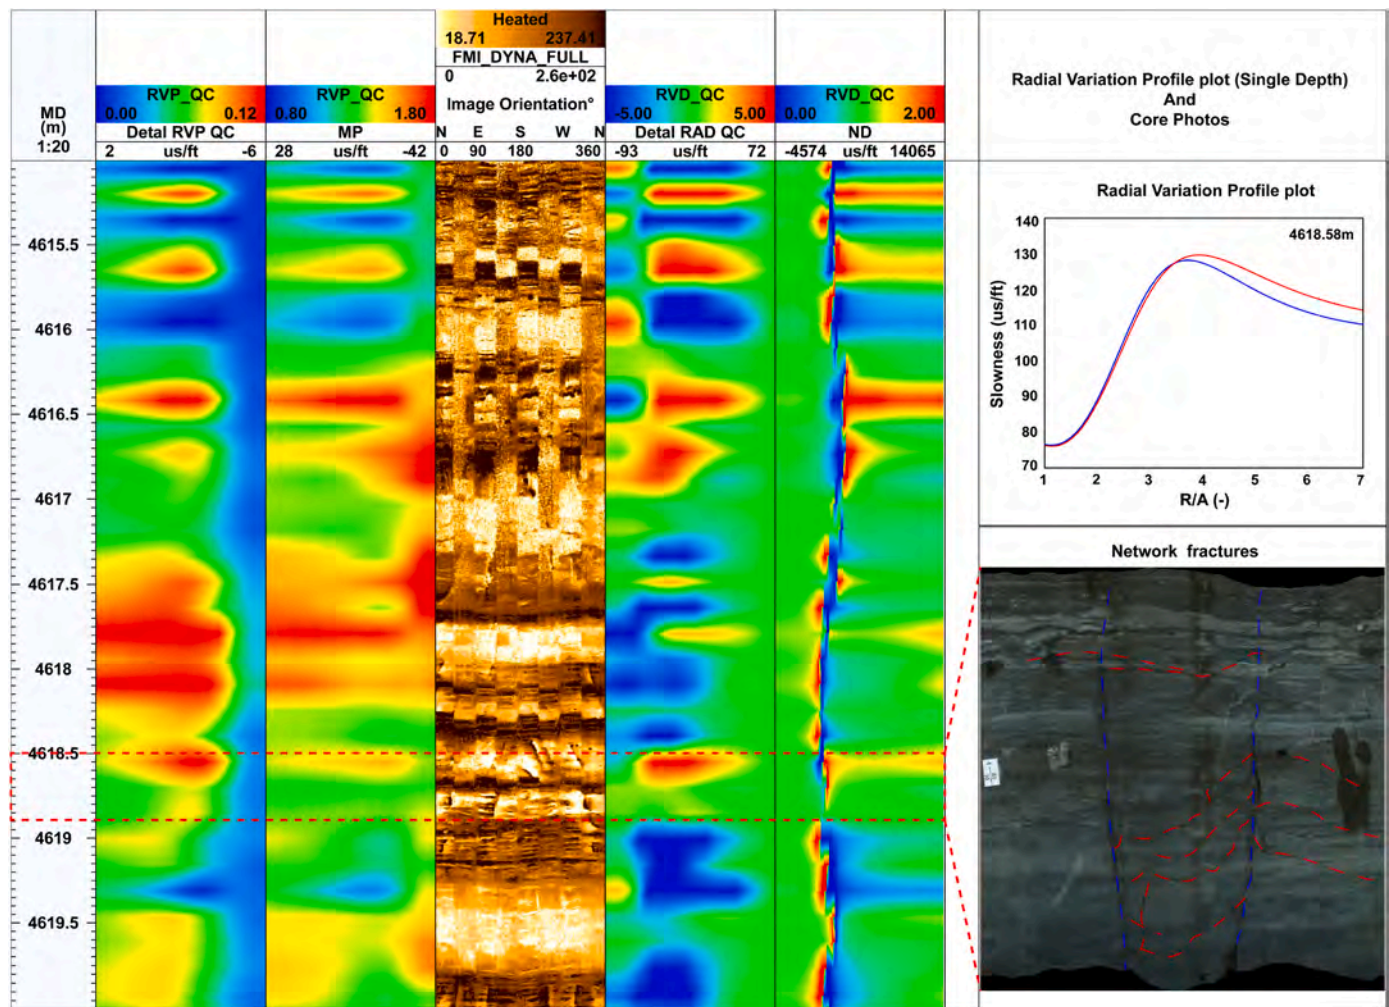 Heated
18.71 237.41
FMI_DYNA_FULL
0 2.6e+02
Image Orientation°
N E S W N
0 90 180 360
MD
(m)
1:20
RVP_QC
0.00 0.12
Detal RVP QC
2 us/ft -6
RVP_QC
0.80 1.80
MP
28 us/ft -42
RVD_QC
-5.00 5.00
Detal RAD QC
-93 us/ft 72
RVD_QC
0.00 2.00
ND
-4574 us/ft 14065
Radial Variation Profile plot (Single Depth)
And
Core Photos
4615.5
4616
4616.5
4617
4617.5
4618
4618.5
4619
4619.5
Radial Variation Profile plot
4618.58m
Slowness (us/ft)
140
130
120
110
100
90
80
70
1 2 3 4 5 6 7
R/A (-)
Network fractures